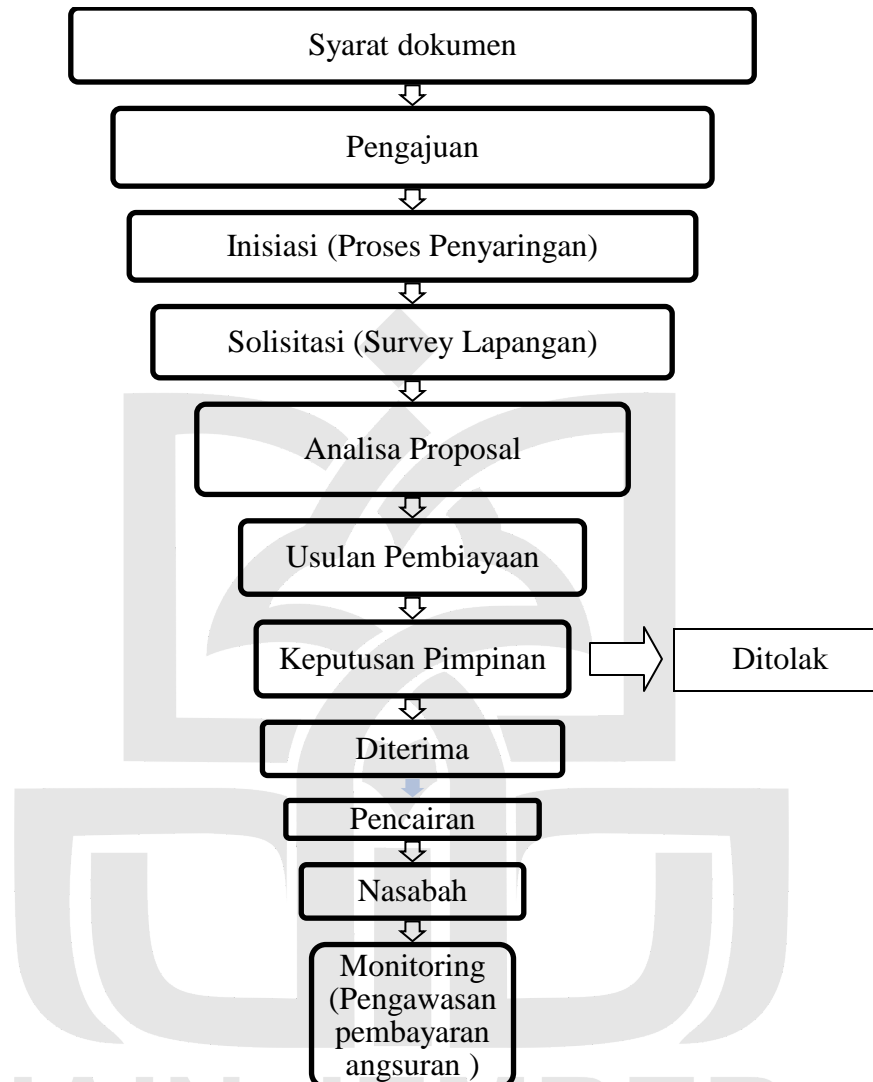 Syarat dokumen
Pengajuan
Inisiasi (Proses Penyaringan)
Solisitasi (Survey Lapangan)
Analisa Proposal
Usulan Pembiayaan
Keputusan Pimpinan
Ditolak
Diterima
Pencairan
Nasabah
Monitoring
(Pengawasan
pembayaran
angsuran )